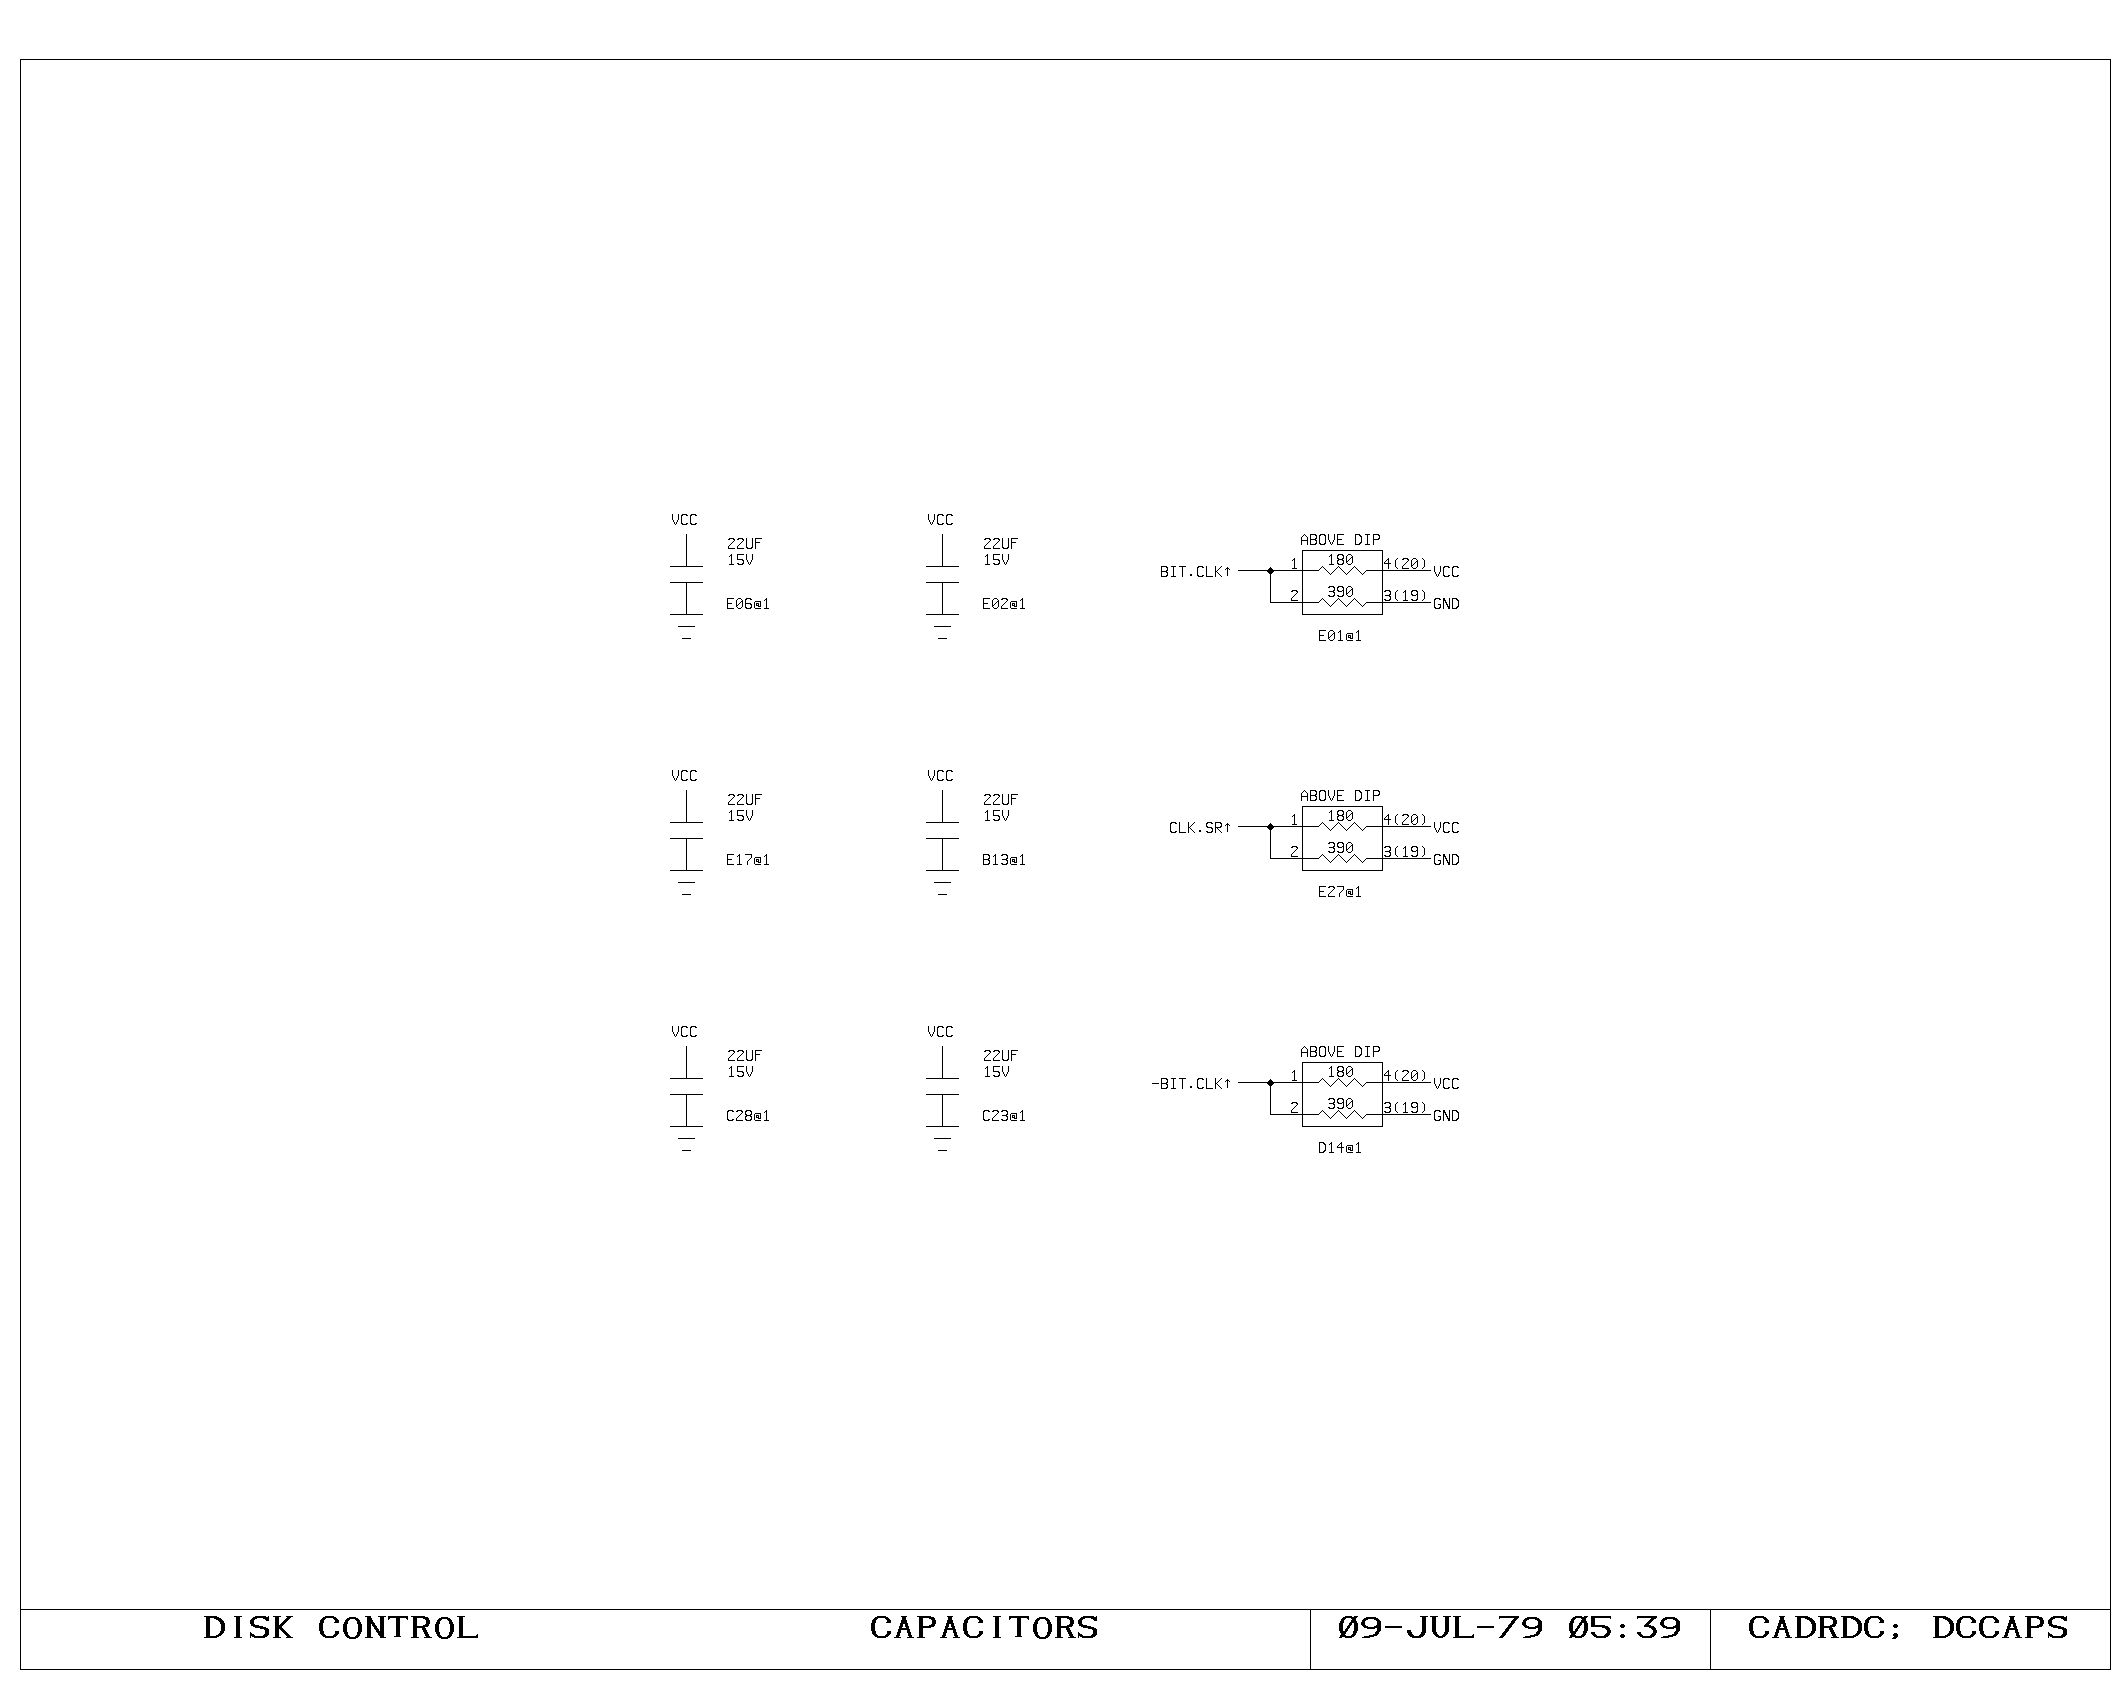 VCC
22UF
15V
E06@1
VCC
22UF
15V
E02@1
ABOVE DIP
BIT.CLK↑
1
180
4(20)
VCC
2
390
3(19)
GND
E01@1
VCC
22UF
15V
E17@1
VCC
22UF
15V
B13@1
ABOVE DIP
CLK.SR↑
1
180
4(20)
VCC
2
390
3(19)
GND
E27@1
VCC
22UF
15V
C28@1
VCC
22UF
15V
C23@1
ABOVE DIP
-BIT.CLK↑
1
180
4(20)
VCC
2
390
3(19)
GND
D14@1
DISK CONTROL
CAPACITORS
09-JUL-79 05:39
CADRDC; DCCAPS